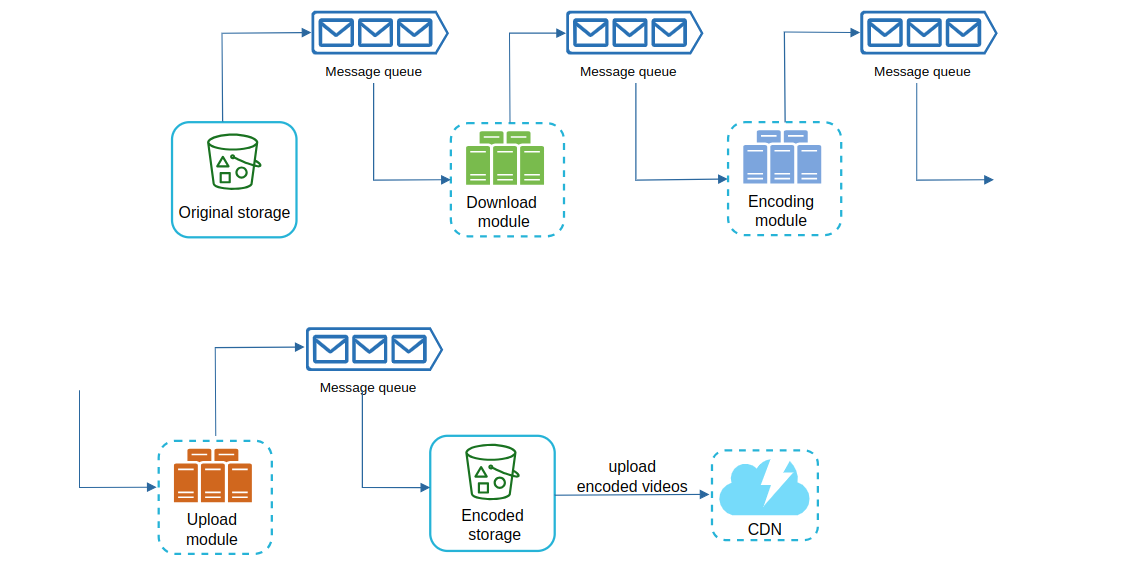 Message queue
Message queue
Message queue
Original storage
Download
module
Encoding
module
Message queue
Upload
module
Encoded
storage
upload
encoded videos
CDN